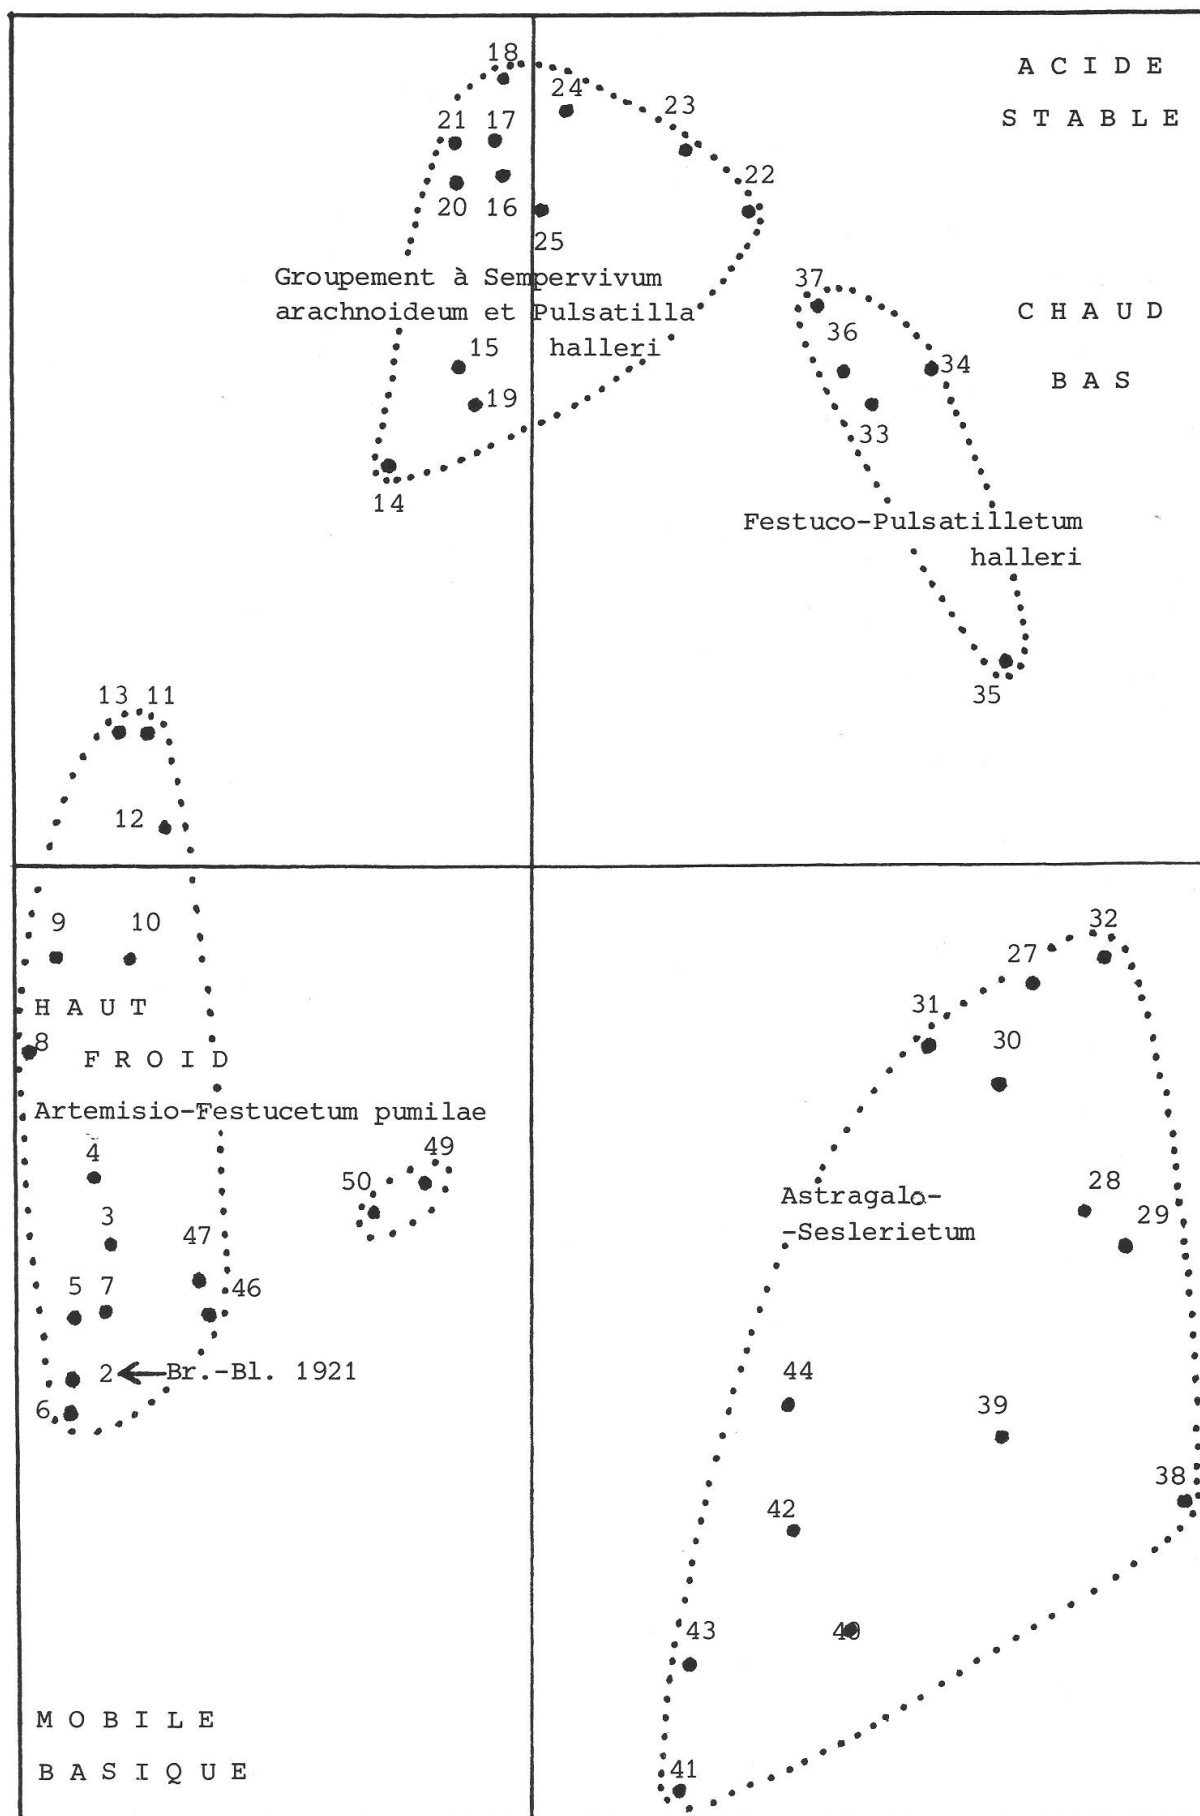 18
A C I D E
24
23
S T A B L E
21 17
22
20 16
25
Groupement à Sempervivum
arachnoideum et Pulsatilla
halleri
37
C H A U D
36
15
34
B A S
19
33
14
Festuco-Pulsatilletum
halleri
35
13 11
12
9 10
32
27
H A U T
31
8
30
F R O I D
Artemisio-Festucetum pumilae
4
49
50
28
Astragalo-
29
3
-Seslerietum
47
5 7
46
2 ←Br.-Bl. 1921
44
6
39
38
42
43
40
M O B I L E
B A S I Q U E
41